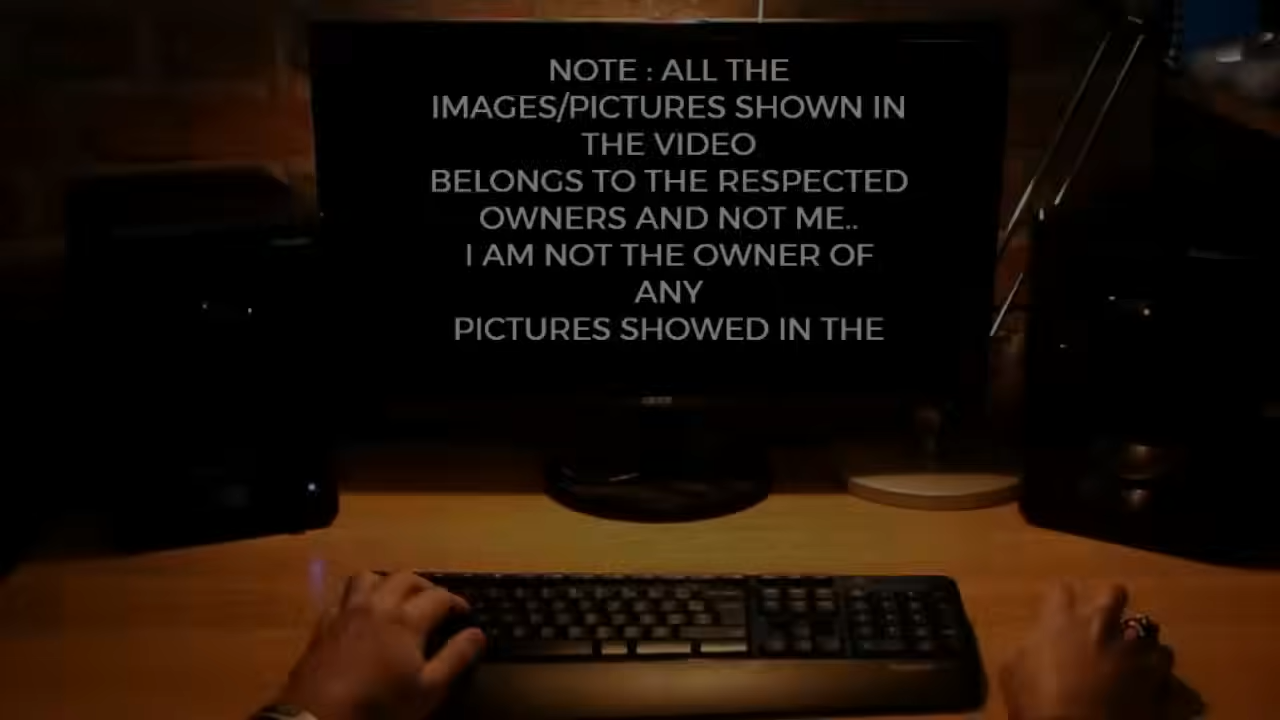 NOTE : ALL THE
IMAGES/PICTURES SHOWN IN
THE VIDEO
BELONGS TO THE RESPECTED
OWNERS AND NOT ME..
I AM NOT THE OWNER OF
ANY
PICTURES SHOWED IN THE